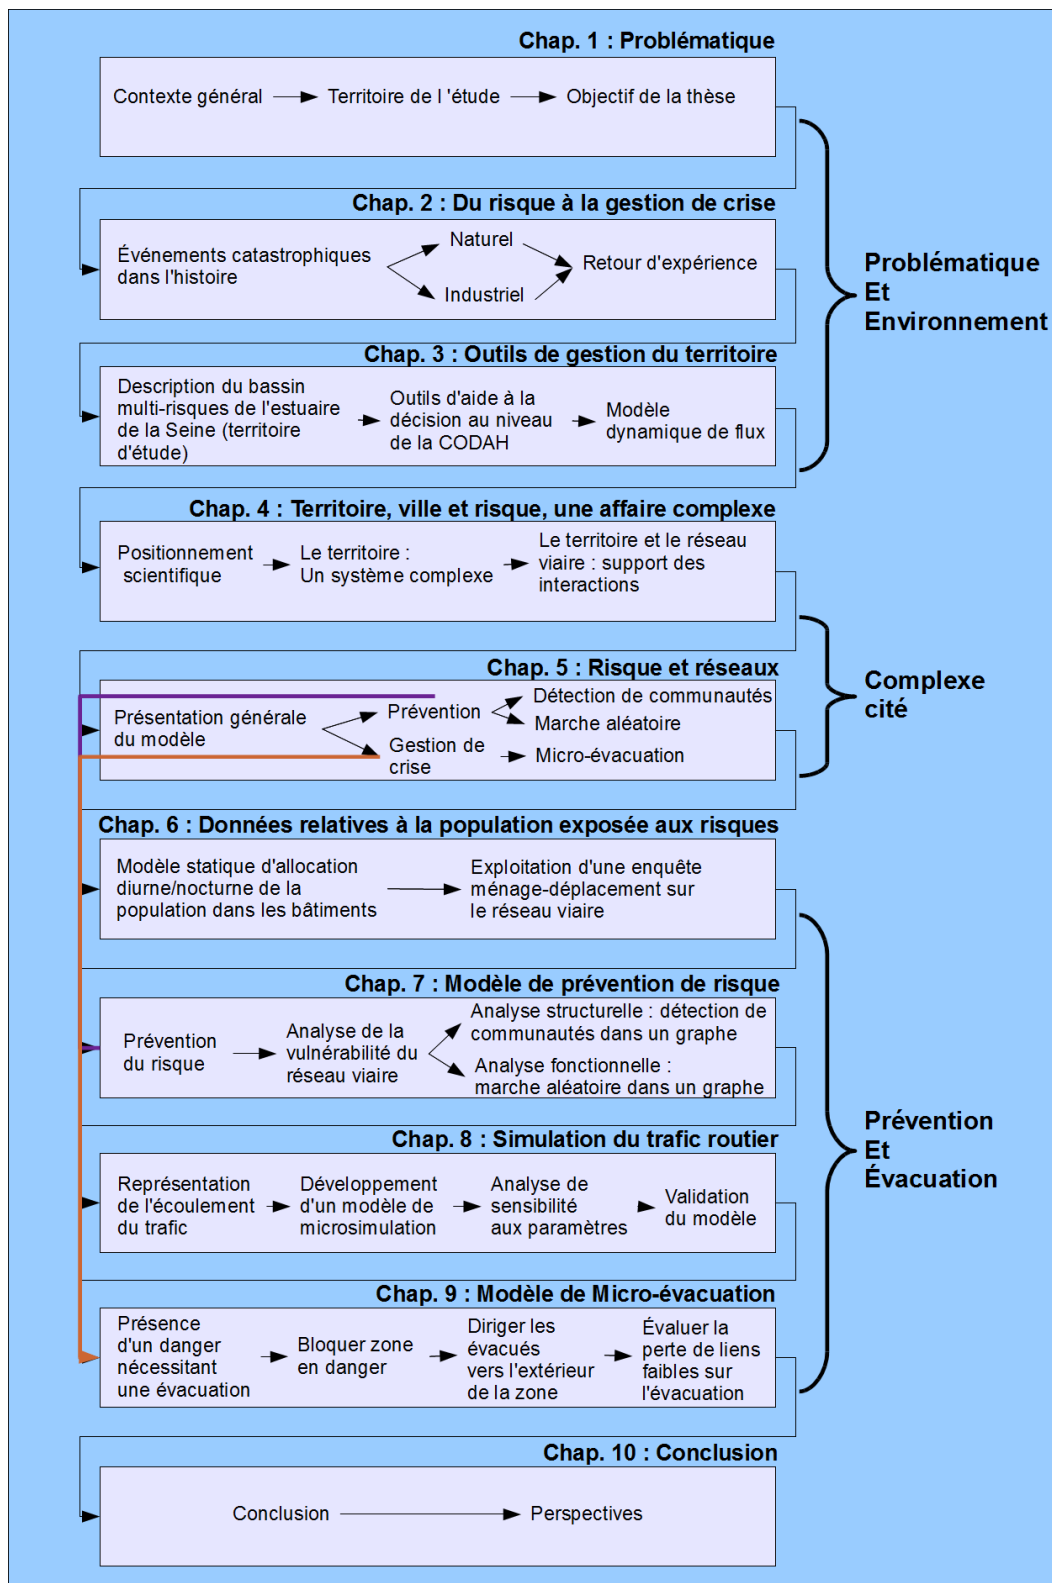 Chap. 1 : Problématique
Contexte général
Territoire de l 'étude
Objectif de la thèse
Chap. 2 : Du risque à la gestion de crise
Événements catastrophiques
dans l'histoire
Naturel
Industriel
Retour d'expérience
Problématique
Et
Environnement
Chap. 3 : Outils de gestion du territoire
Description du bassin
multi-risques de l'estuaire
de la Seine (territoire
d'étude)
Outils d'aide à la
décision au niveau
de la CODAH
Modèle
dynamique de flux
Chap. 4 : Territoire, ville et risque, une affaire complexe
Positionnement
scientifique
Le territoire :
Un système complexe
Le territoire et le réseau
viaire : support des
interactions
Chap. 5 : Risque et réseaux
Présentation générale
du modèle
Prévention
Gestion de
crise
Détection de communautés
Marche aléatoire
Micro-évacuation
Complexe
cité
Chap. 6 : Données relatives à la population exposée aux risques
Modèle statique d'allocation
diurne/nocturne de la
population dans les bâtiments
Exploitation d'une enquête
ménage-déplacement sur
le réseau viaire
Chap. 7 : Modèle de prévention de risque
Prévention
du risque
Analyse de la
vulnérabilité du
réseau viaire
Analyse structurelle : détection de
communautés dans un graphe
Analyse fonctionnelle :
marche aléatoire dans un graphe
Prévention
Et
Évacuation
Chap. 8 : Simulation du trafic routier
Représentation
de l'écoulement
du trafic
Développement
d'un modèle de
microsimulation
Analyse de
sensibilité
aux paramètres
Validation
du modèle
Chap. 9 : Modèle de Micro-évacuation
Présence
d'un danger
nécessitant
une évacuation
Bloquer zone
en danger
Diriger les
évacués
vers l'extérieur
de la zone
Évaluer la
perte de liens
faibles sur
l'évacuation
Chap. 10 : Conclusion
Conclusion
Perspectives